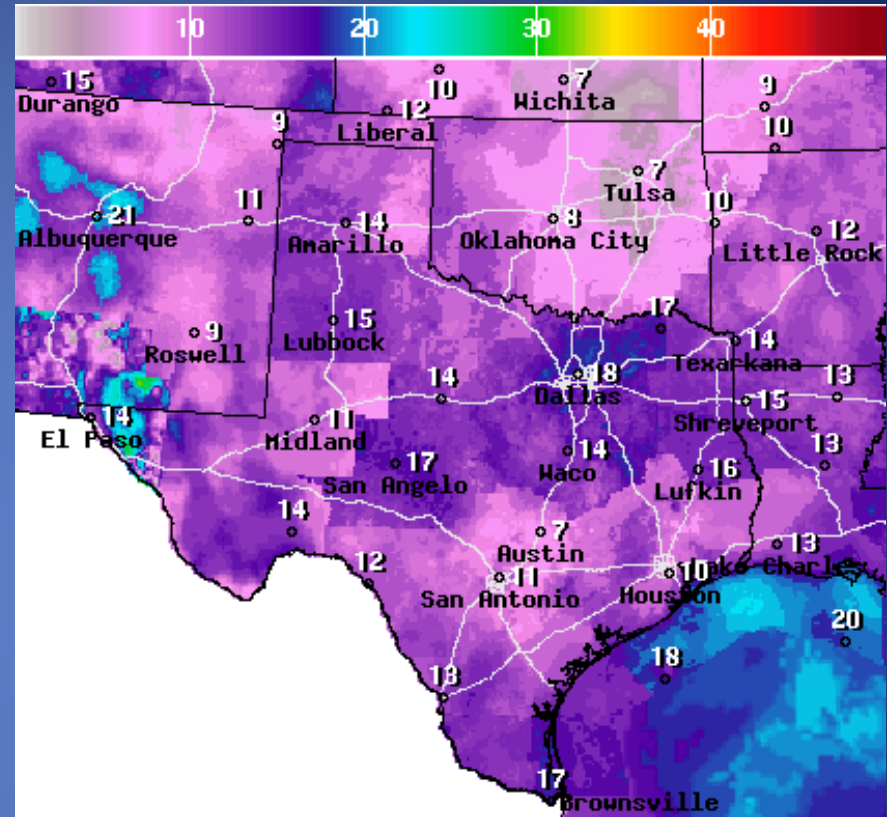 10 20 30 40
10
15 7
Durango Wichita
9
12
Liberal
9
10
7
Tulsa
21 11 14 8 10
Albuquerque Amarillo Oklahoma City
12
Little Rock
17
15
Lubbock
9
Roswell
14
Texarkana
18
Dallas
14 13
15
Shreveport
14
El Paso
11
Midland
14
Waco
17
San Angelo
16
Lufkin
13
14
7
Austin
13
Lake Charles
12 11 10
San Antonio Houston
20
18
13
17
Brownsville